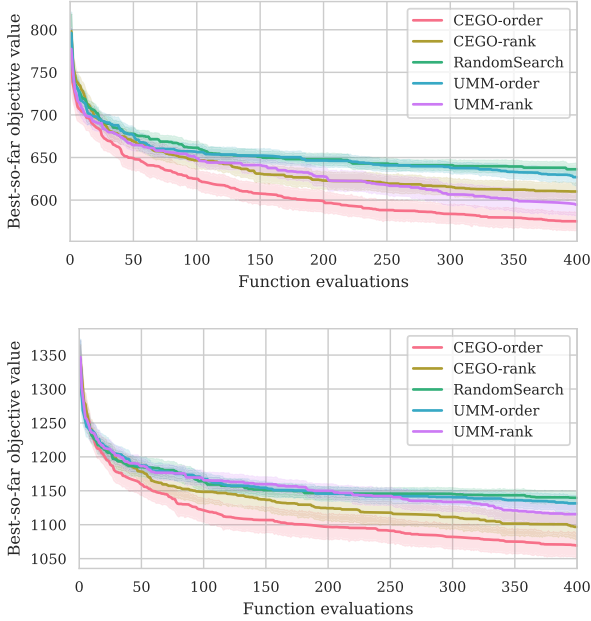 Best-so-far objective value
800
750
700
650
600
CEGO-order
CEGO-rank
RandomSearch
UMM-order
UMM-rank
0 50 100 150 200 250 300 350 400
Function evaluations
Best-so-far objective value
1350
1300
1250
1200
1150
1100
1050
CEGO-order
CEGO-rank
RandomSearch
UMM-order
UMM-rank
0 50 100 150 200 250 300 350 400
Function evaluations